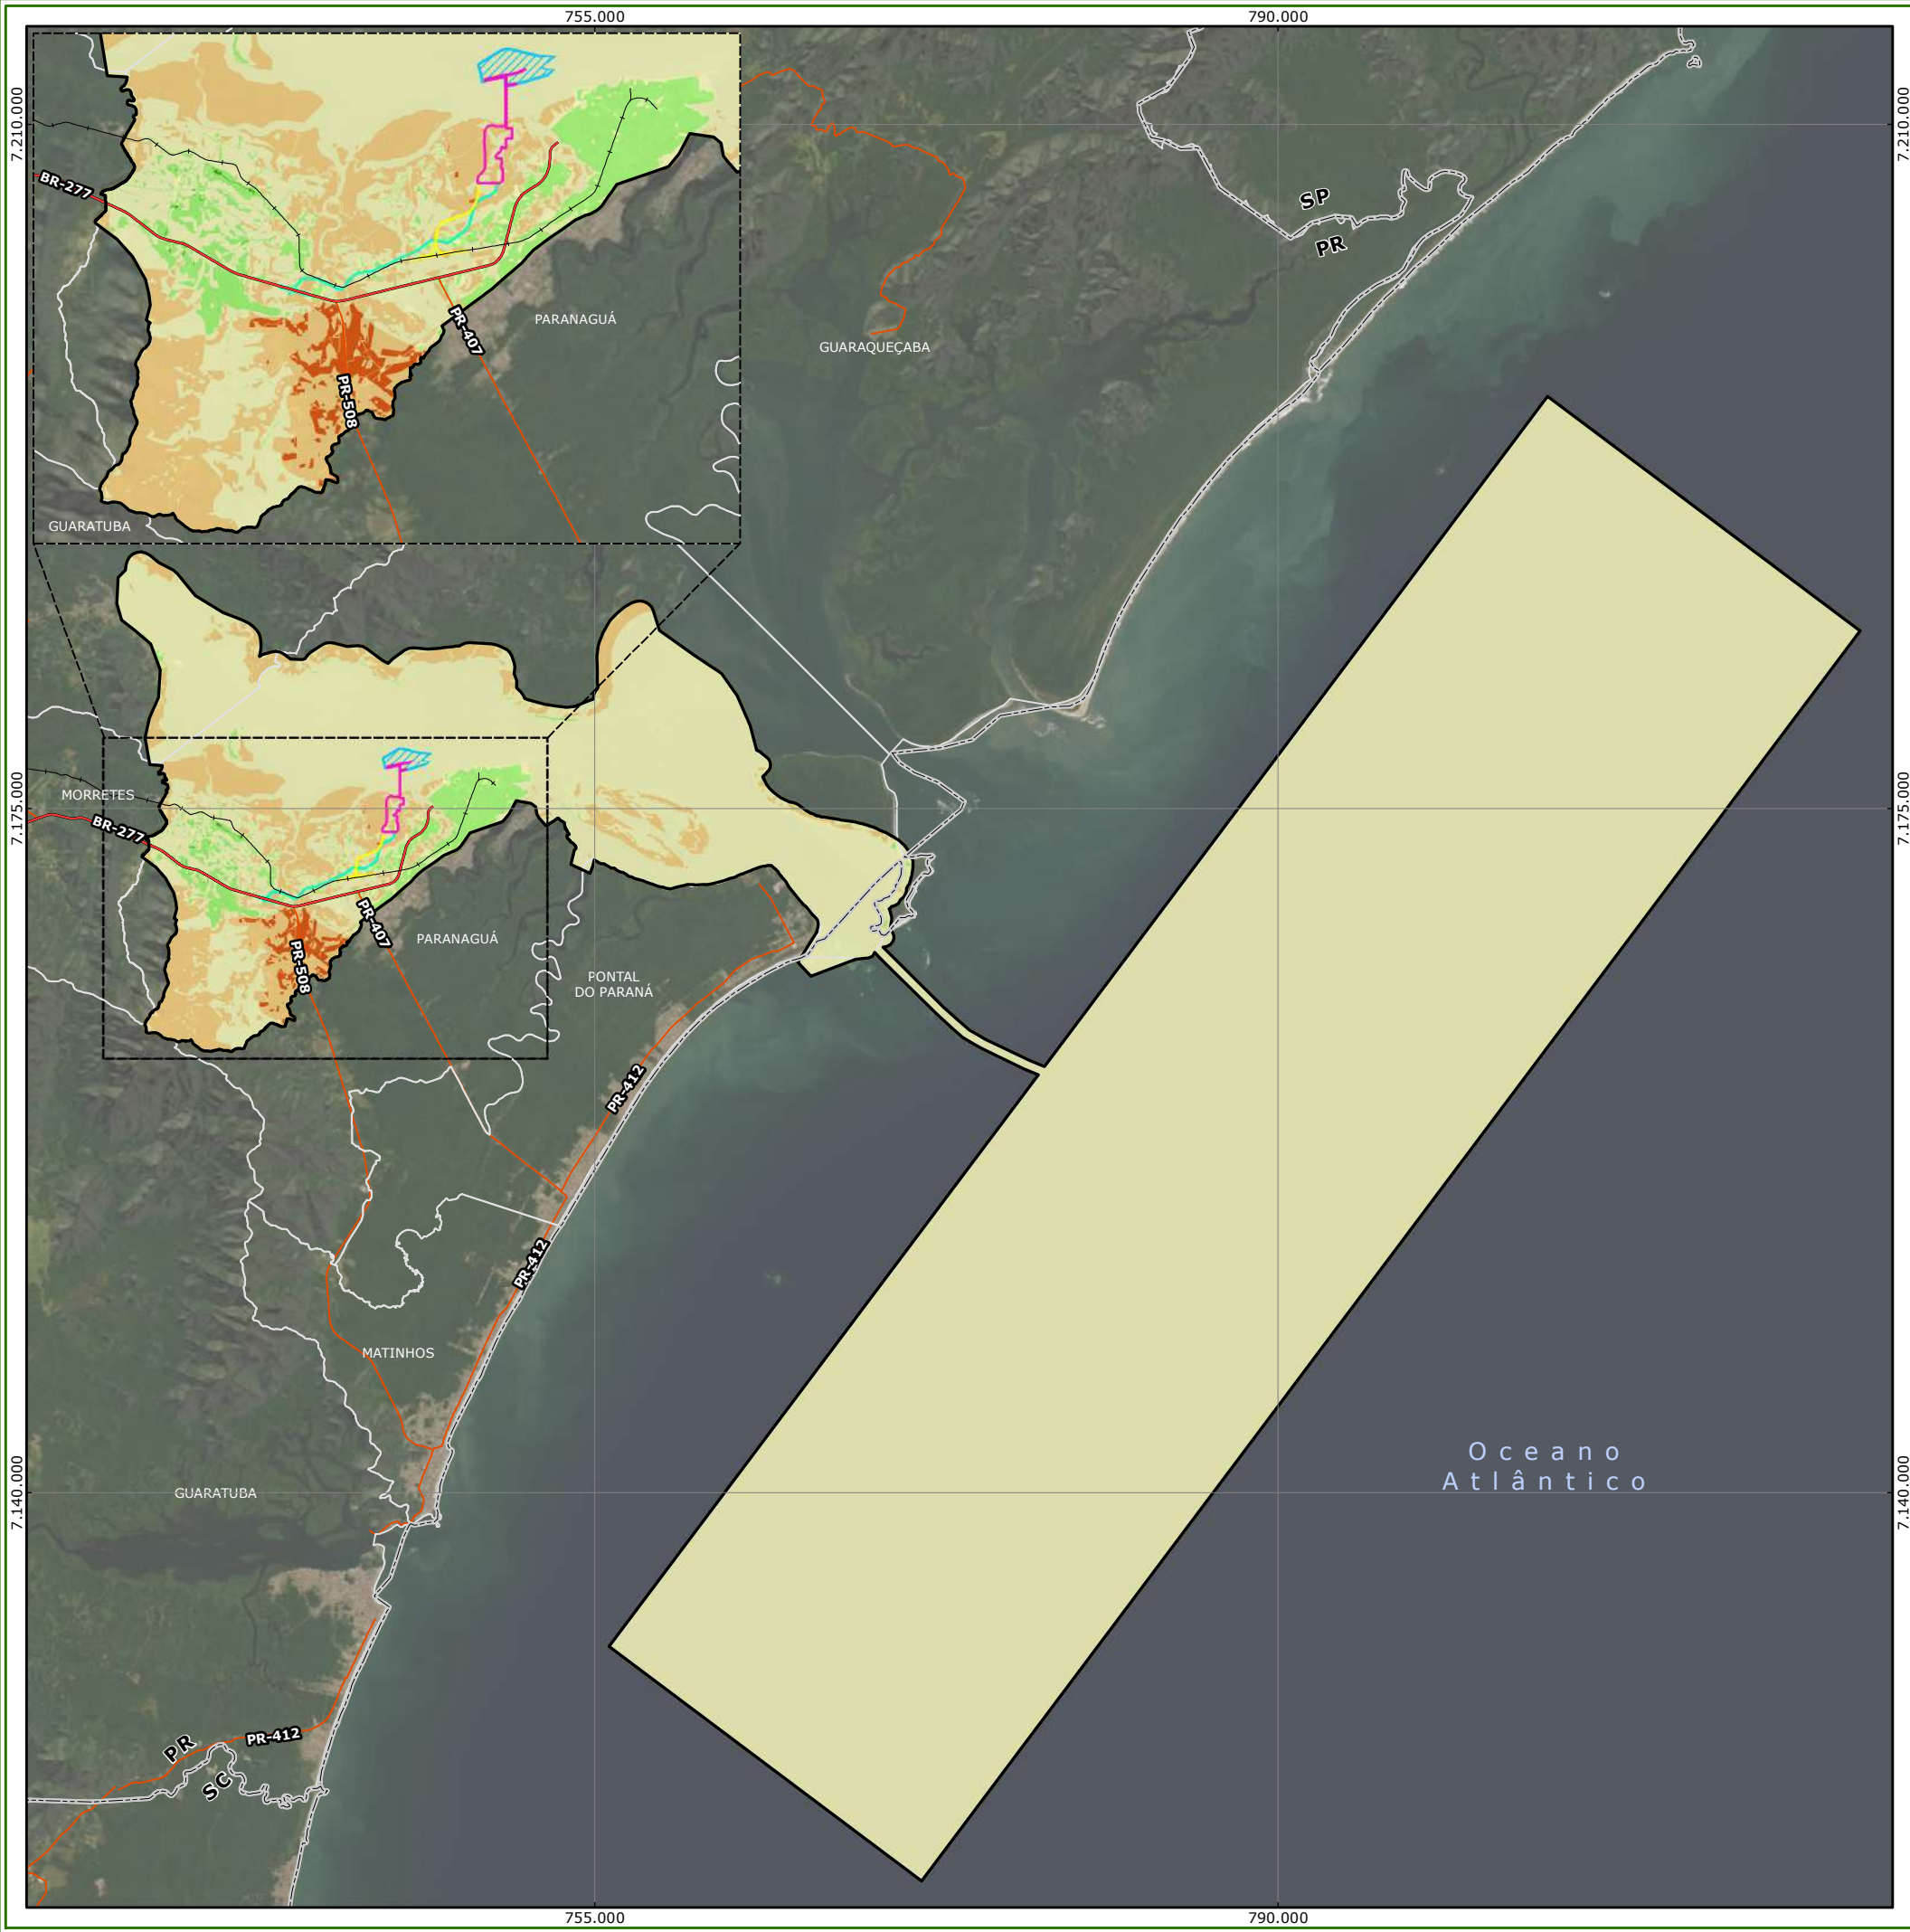 755.000
790.000
7.210.000
7.210.000
BR-277
PR-407
PARANAGUÁ
PR-508
GUARATUBA
SP
PR
GUARAQUEÇABA
7.175.000
7.175.000
MORRETES
BR-277
PR-407
PARANAGUÁ
PR-508
PONTAL
DO PARANÁ
PR-412
PR-412
MATINHOS
Oceano
Atlântico
7.140.000
7.140.000
GUARATUBA
PR
PR-412
SC
755.000
790.000